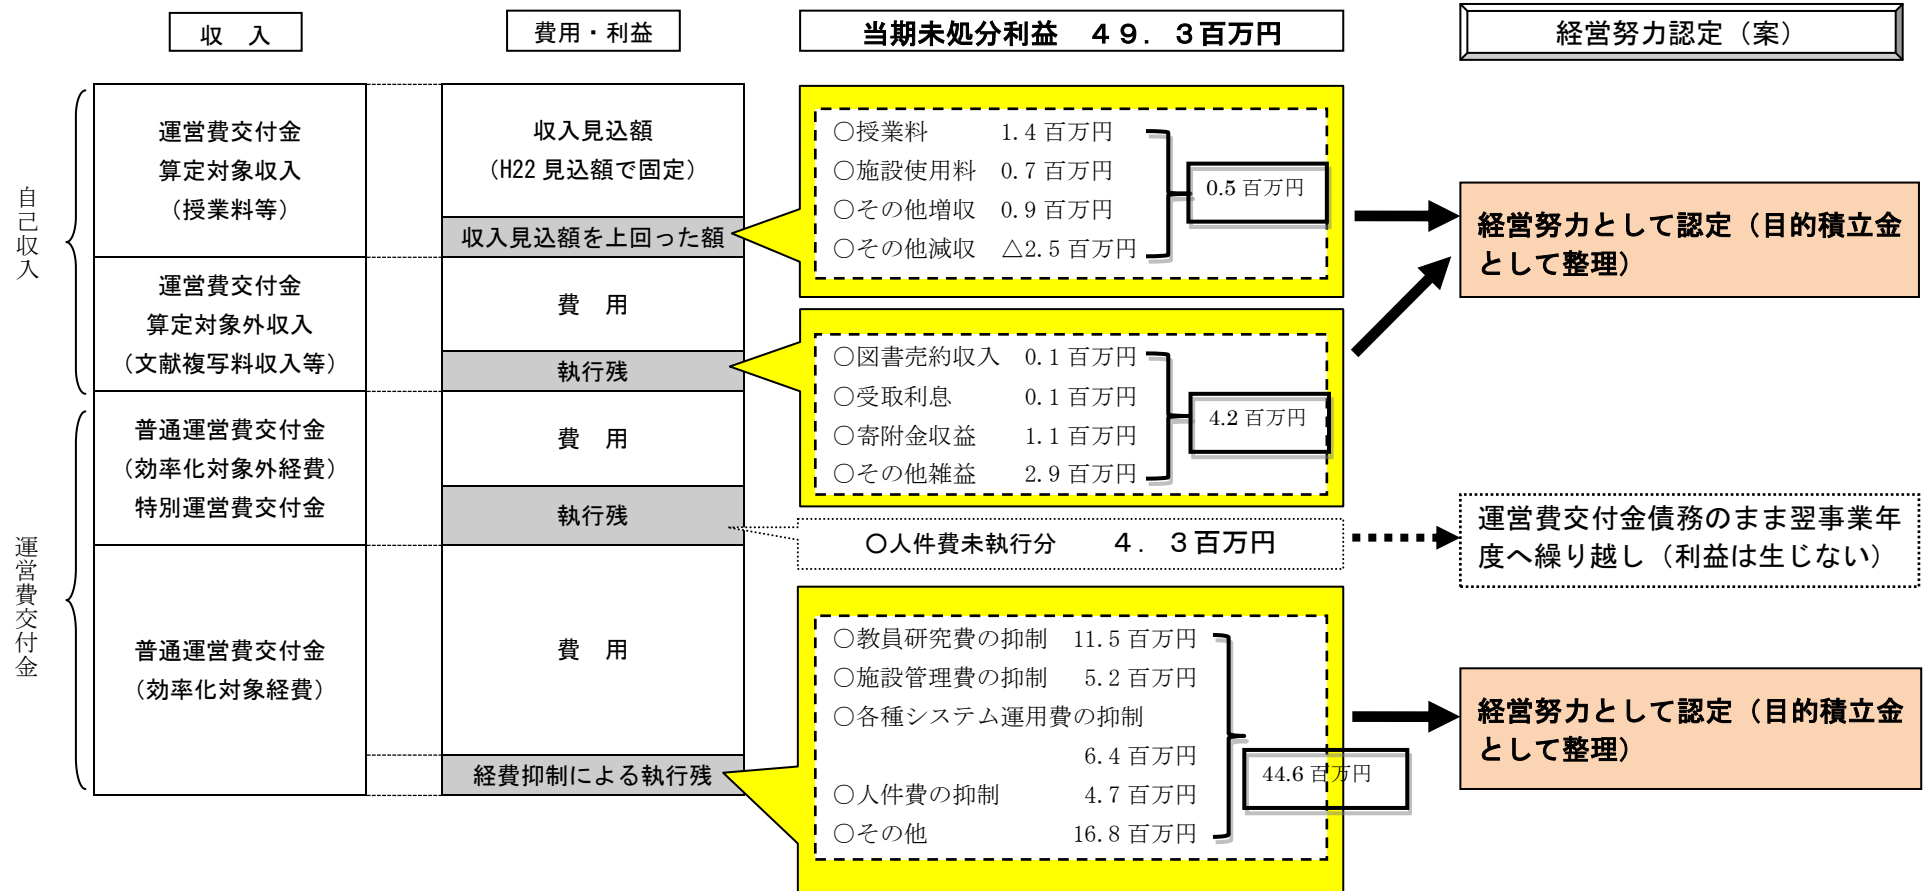 収　入
費用・利益
当期未処分利益　４９．３百万円
経営努力認定（案）
自己収入
運営費交付金
算定対象収入
（授業料等）
収入見込額
（H22 見込額で固定）
収入見込額を上回った額
○授業料　1.4 百万円
○施設使用料　0.7 百万円
○その他増収　0.9 百万円
○その他減収　△2.5 百万円
0.5 百万円
経営努力として認定（目的積立金
として整理）
運営費交付金
算定対象外収入
（文献複写料収入等）
費　用
執行残
○図書売約収入　0.1 百万円
○受取利息　0.1 百万円
○寄附金収益　1.1 百万円
○その他雑益　2.9 百万円
4.2 百万円
運営費交付金
普通運営費交付金
（効率化対象外経費）
特別運営費交付金
費　用
執行残
○人件費未執行分　４．３百万円
運営費交付金債務のまま翌事業年
度へ繰り越し（利益は生じない）
普通運営費交付金
（効率化対象経費）
費　用
経費抑制による執行残
○教員研究費の抑制　11.5 百万円
○施設管理費の抑制　5.2 百万円
○各種システム運用費の抑制
6.4 百万円
○人件費の抑制　4.7 百万円
○その他　16.8 百万円
44.6 百万円
経営努力として認定（目的積立金
として整理）